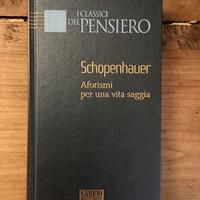 I CLASSICI
DEL PENSIERO
Schopenhauer
Aforismi
per una vita saggia